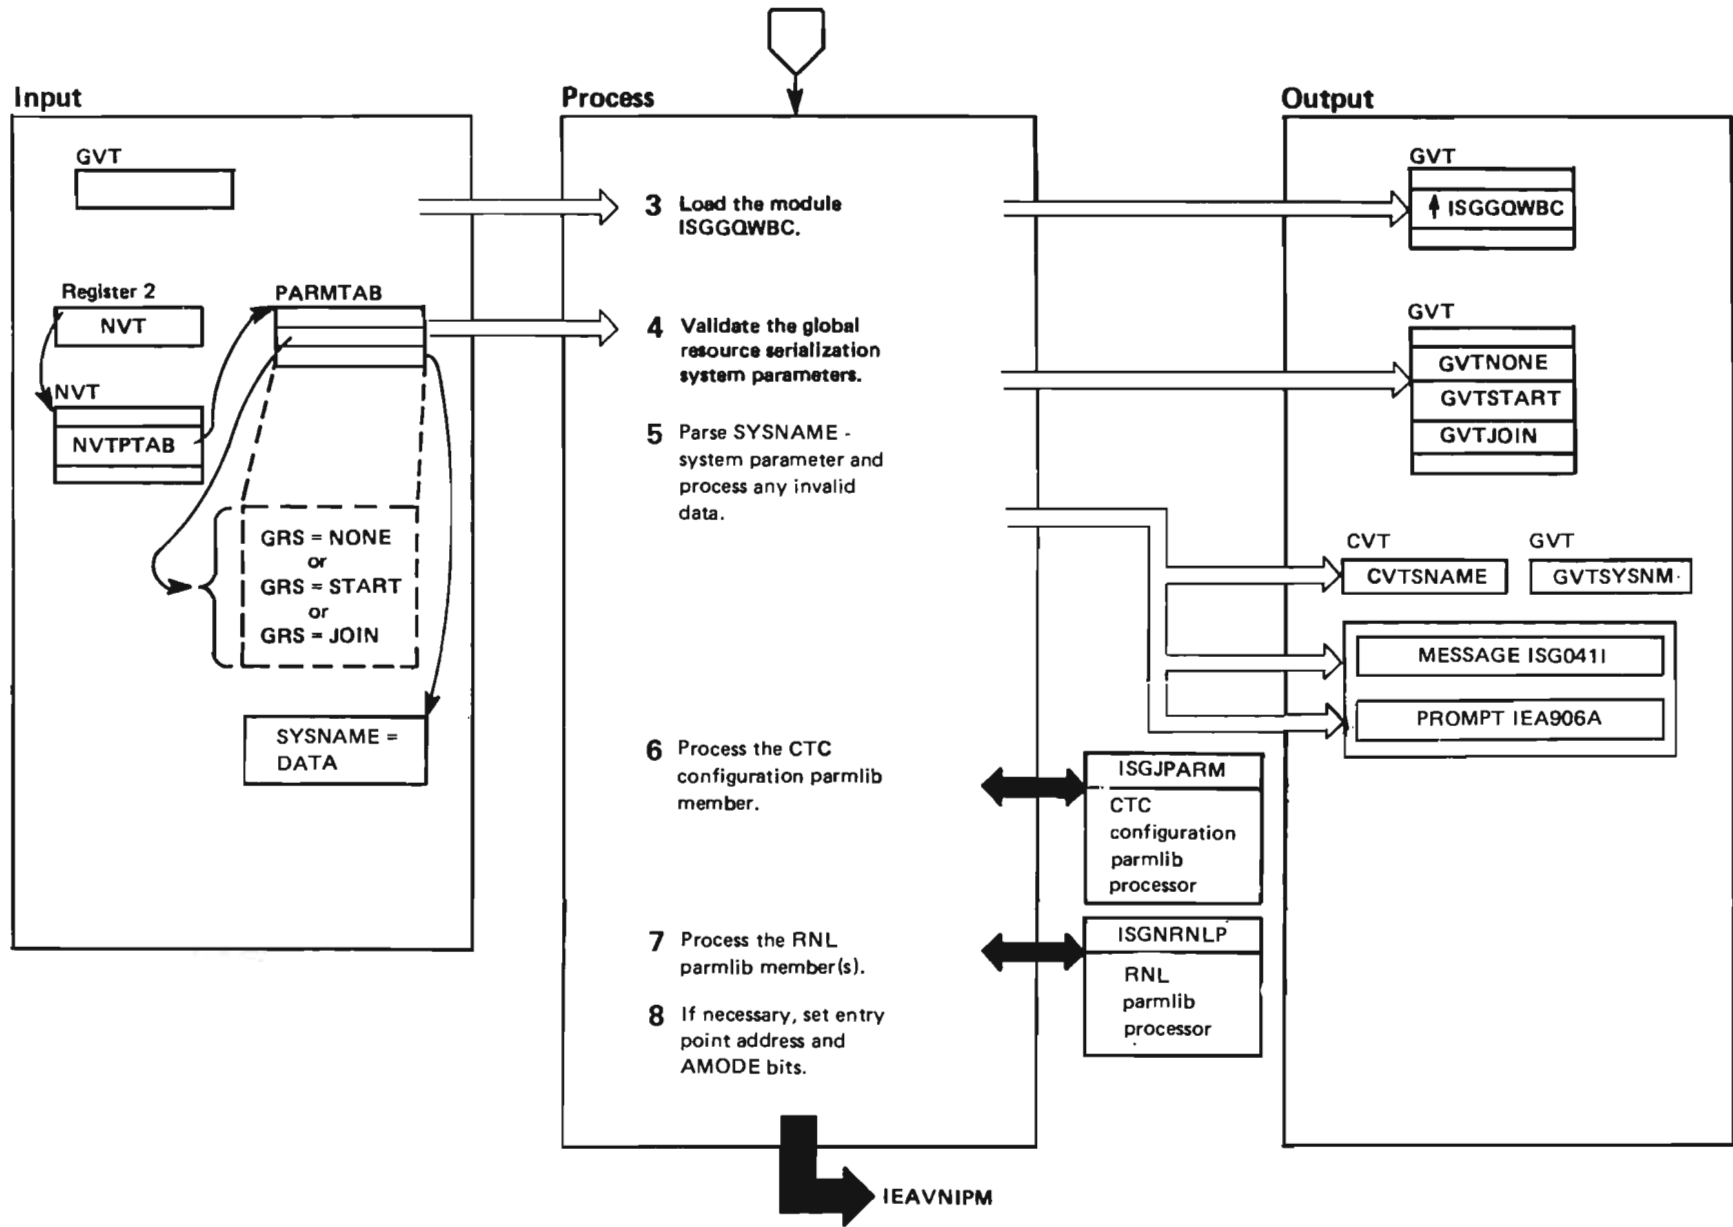 Input
GVT
Register 2
NVT
PARMTAB
NVT
NVTPTAB
GRS = NONE
or
GRS = START
or
GRS = JOIN
SYSNAME =
DATA
Process
3 Load the module
ISGGQWBC.
4 Validate the global
resource serialization
system parameters.
5 Parse SYSNAME -
system parameter and
process any invalid
data.
6 Process the CTC
configuration parmlib
member.
7 Process the RNL
parmlib member(s).
8 If necessary, set entry
point address and
AMODE bits.
IEAVNIPM
ISGJPARM
CTC
configuration
parmlib
processor
ISGNRNLP
RNL
parmlib
processor
Output
GVT
ISGGQWBC
GVT
GVTNONE
GVTSTART
GVTJOIN
CVT
CVTSNAME
GVT
GVTSYSNM
MESSAGE ISG041I
PROMPT IEA906A